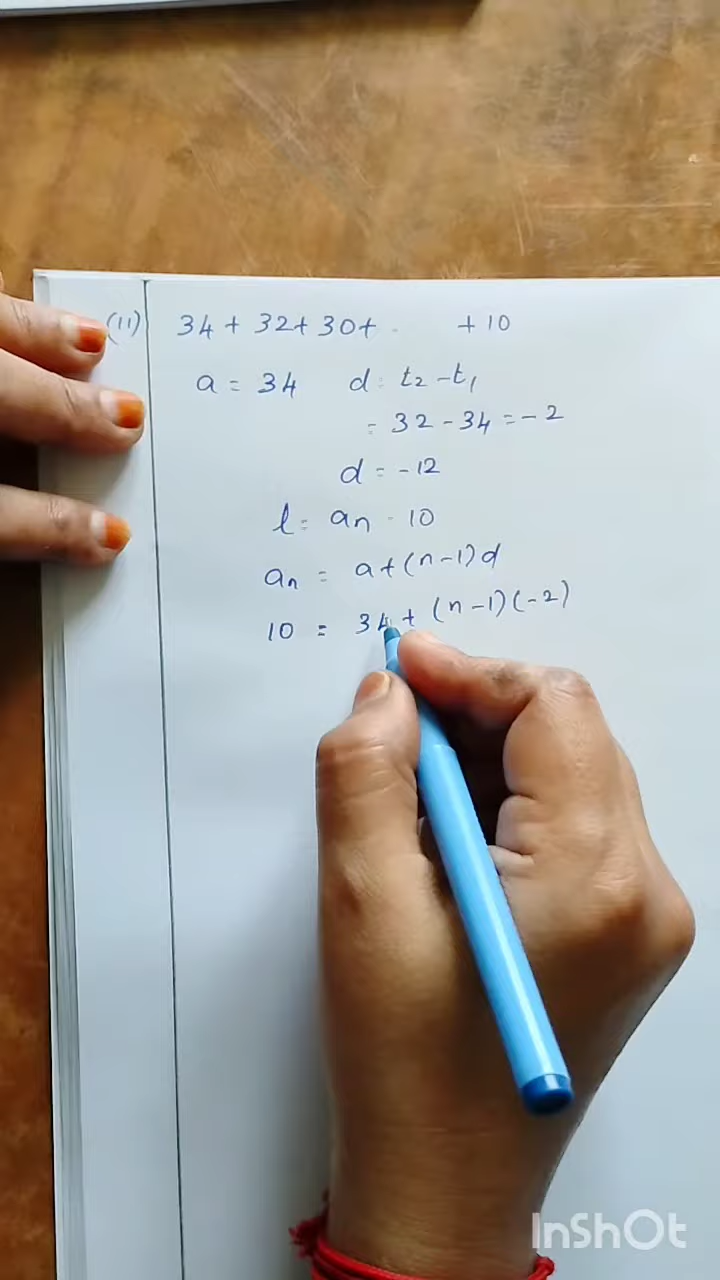 (11) 34 + 32 + 30 + . + 10
a = 34 d = t₂ - t₁
= 32 - 34 = -2
d = -12
l = an = 10
an = a + (n-1) d
10 = 34 + (n-1) (-2)
InShOt